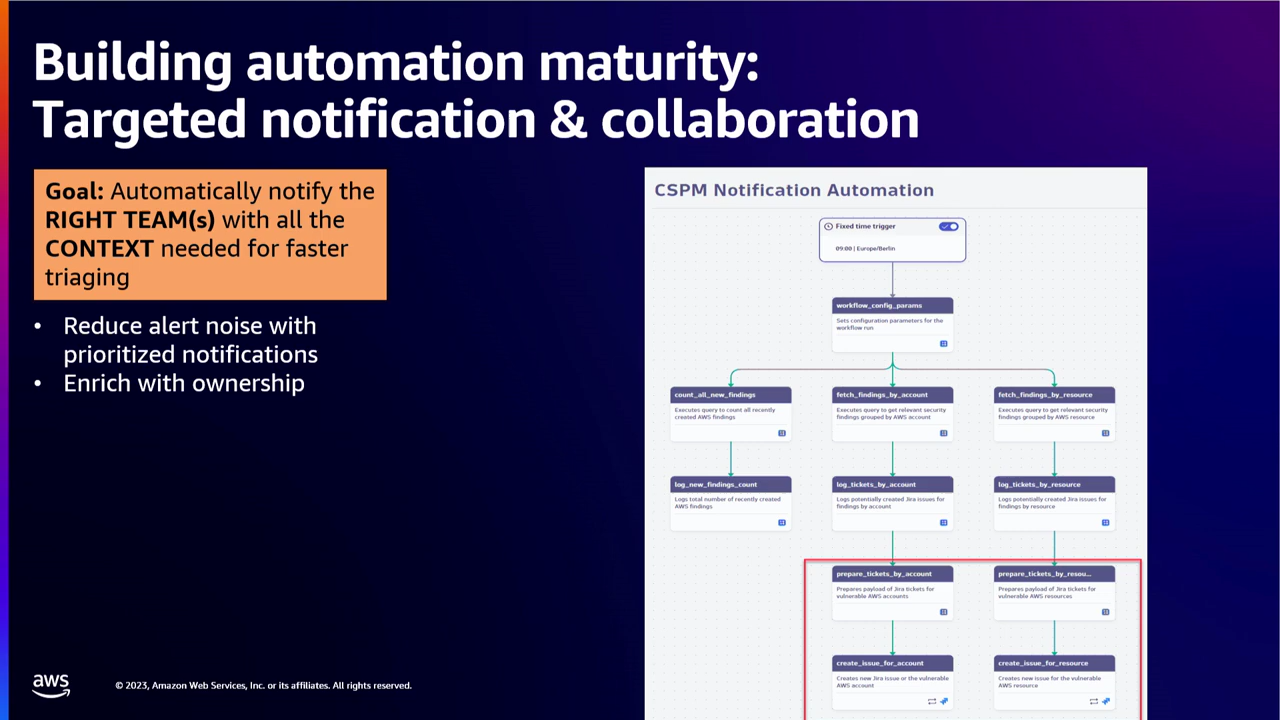 Building automation maturity:
Targeted notification & collaboration
Goal: Automatically notify the
RIGHT TEAM(s) with all the
CONTEXT needed for faster
triaging
• Reduce alert noise with
prioritized notifications
• Enrich with ownership
CSPM Notification Automation
Fixed time trigger
09:00 | Europe/Berlin
workflow_config_params
Sets configuration parameters for the
workflow run
count_all_new_findings
Executes query to count all recently
created AWS findings
fetch_findings_by_account
Executes query to get relevant security
findings grouped by AWS account
fetch_findings_by_resource
Executes query to get relevant security
findings grouped by AWS resource
log_new_findings_count
Logs total number of recently created
AWS findings
log_tickets_by_account
Logs potentially created Jira issues for
findings by account
log_tickets_by_resource
Logs potentially created Jira issues for
findings by resource
prepare_tickets_by_account
Prepares payload of Jira tickets for
vulnerable AWS accounts
prepare_tickets_by_resou...
Prepares payload of Jira tickets for
vulnerable AWS resources
create_issue_for_account
Creates new Jira issue or the vulnerable
AWS account
create_issue_for_resource
Creates new issue for the vulnerable
AWS resource
aws
© 2023, Amazon Web Services, Inc. or its affiliates. All rights reserved.